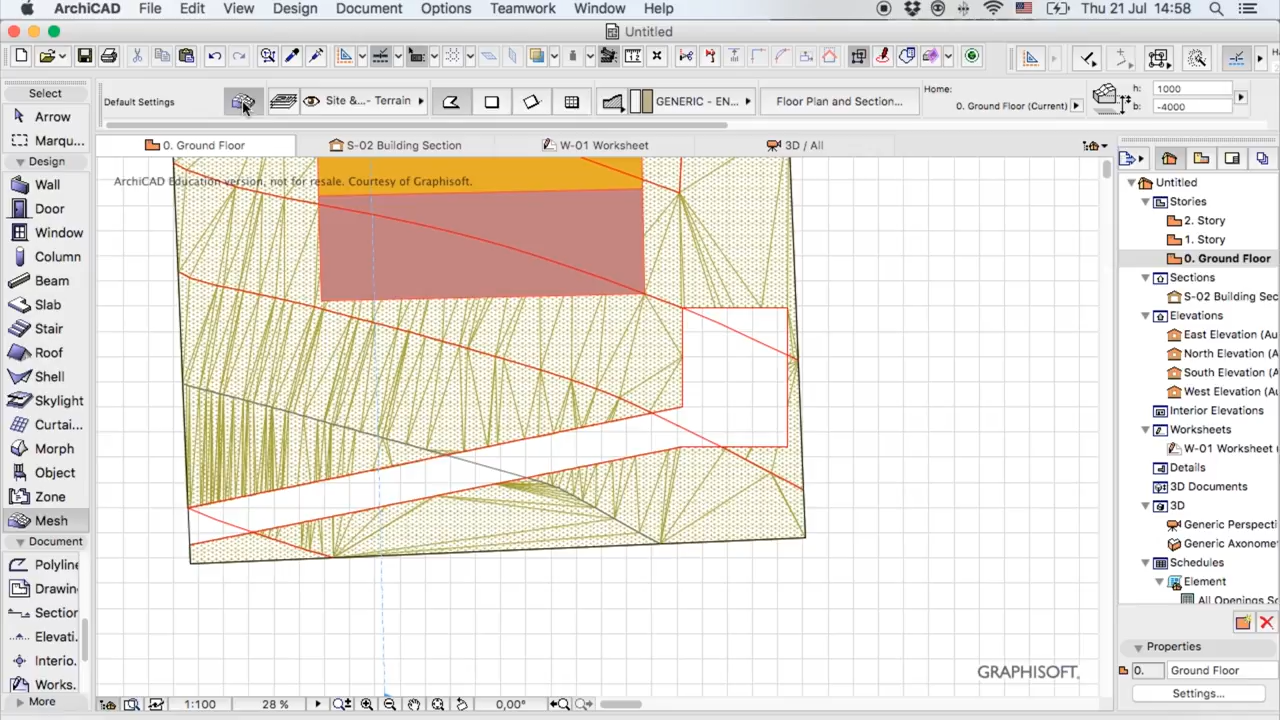 ArchiCAD File Edit View Design Document Options Teamwork Window Help Thu 21 Jul 14:58
Untitled
Select
Default Settings
Site &...- Terrain
GENERIC - EN...
Floor Plan and Section...
Home:
0. Ground Floor (Current)
h: 1000
b: -4000
Arrow
Marqu...
Design
Wall
Door
Window
Column
Beam
Slab
Stair
Roof
Shell
Skylight
Curtai...
Morph
Object
Zone
Mesh
Document
Polyline
Drawin
Section
Elevati.
Interio.
Works.
More
0. Ground Floor
S-02 Building Section
W-01 Worksheet
3D / All
ArchiCAD Education version, not for resale. Courtesy of Graphisoft.
GRAPHISOFT.
1:100
28 %
0,00°
Untitled
Stories
2. Story
1. Story
0. Ground Floor
Sections
S-02 Building Sec
Elevations
East Elevation (Au
North Elevation (A
South Elevation (A
West Elevation (A
Interior Elevations
Worksheets
W-01 Worksheet (
Details
3D Documents
3D
Generic Perspecti
Generic Axonome
Schedules
Element
All Openings Sc
Properties
0. Ground Floor
Settings...